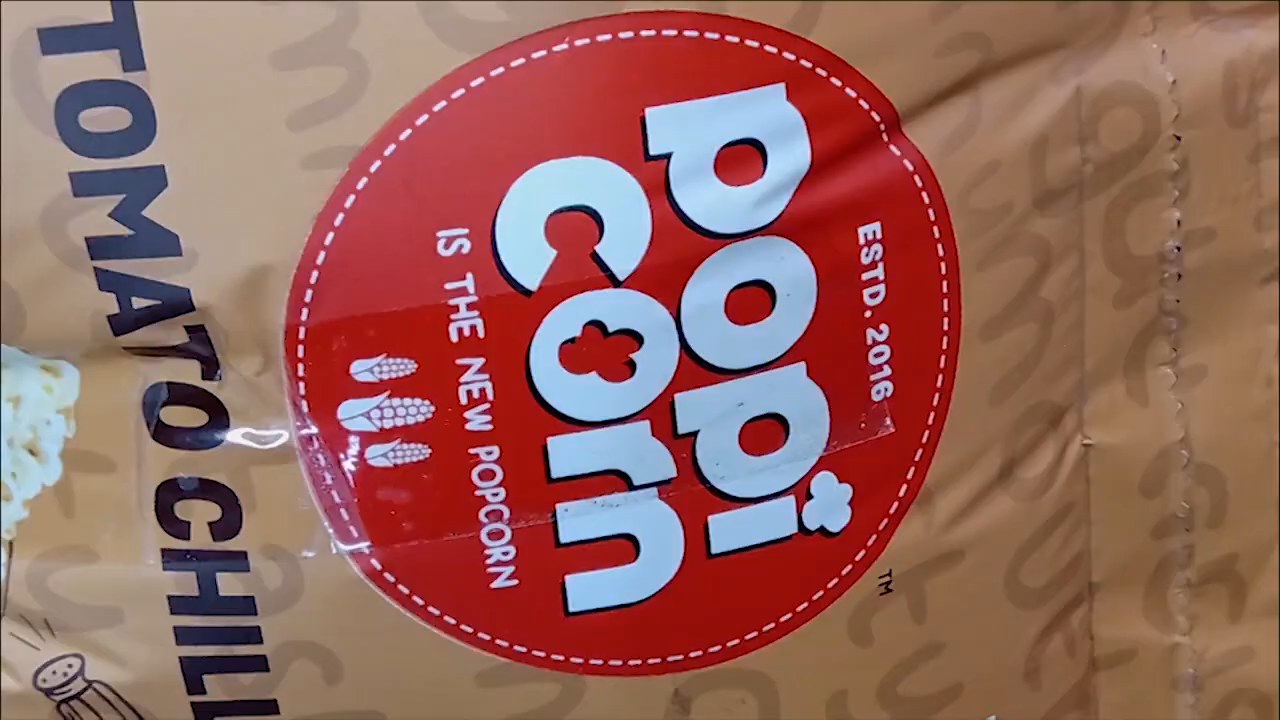 ESTD. 2016
popi
corn
TM
IS THE NEW POPCORN
TOMATO CHILL